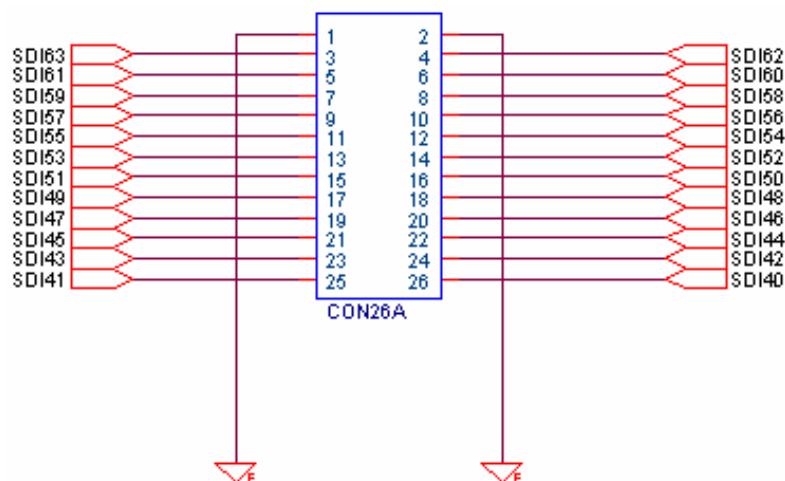 1 2
SDI63 3 4 SDI62
SDI61 5 6 SDI60
SDI59 7 8 SDI58
SDI57 9 10 SDI56
SDI55 11 12 SDI54
SDI53 13 14 SDI52
SDI51 15 16 SDI50
SDI49 17 18 SDI48
SDI47 19 20 SDI46
SDI45 21 22 SDI44
SDI43 23 24 SDI42
SDI41 25 26 SDI40
CON26A